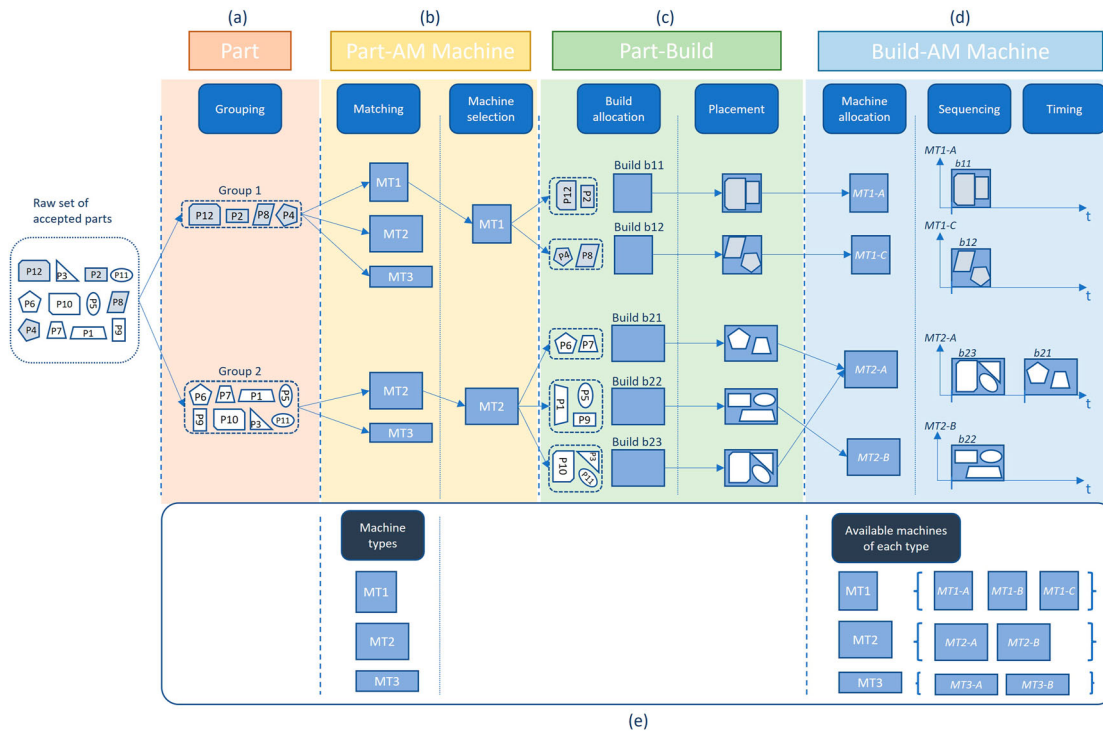 (a)
(b)
(c)
(d)
Part
Part-AM Machine
Part-Build
Build-AM Machine
Grouping
Matching
Machine
selection
Build
allocation
Placement
Machine
allocation
Sequencing
Timing
Raw set of
accepted parts
P12
P3
P2
P11
P6
P10
P5
P8
P4
P7
P1
P9
Group 1
P12
P2
P8
P4
Group 2
P6
P7
P1
P5
P9
P10
P3
P11
MT1
MT2
MT3
MT1
MT2
MT3
MT2
P12
P2
Build b11
P4
P8
Build b12
P6
P7
Build b21
P1
P5
P9
Build b22
P10
P3
P11
Build b23
MT1-A
MT1-C
MT2-A
MT2-B
MT1-A
b11
t
MT1-C
b12
t
MT2-A
b23
b21
t
MT2-B
b22
t
Machine
types
MT1
MT2
MT3
Available machines
of each type
MT1
{
MT1-A
MT1-B
MT1-C
}
MT2
{
MT2-A
MT2-B
}
MT3
{
MT3-A
MT3-B
}
(e)